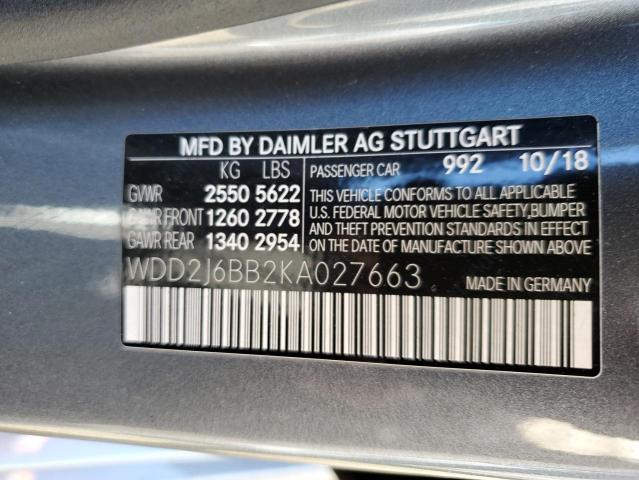 MFD BY DAIMLER AG STUTTGART
KG LBS PASSENGER CAR 992 10/18
GVWR 2550 5622
GAWR FRONT 1260 2778
GAWR REAR 1340 2954
THIS VEHICLE CONFORMS TO ALL APPLICABLE
U.S. FEDERAL MOTOR VEHICLE SAFETY,BUMPER
AND THEFT PREVENTION STANDARDS IN EFFECT
ON THE DATE OF MANUFACTURE SHOWN ABOVE.
WDD2J6BB2KA027663
MADE IN GERMANY